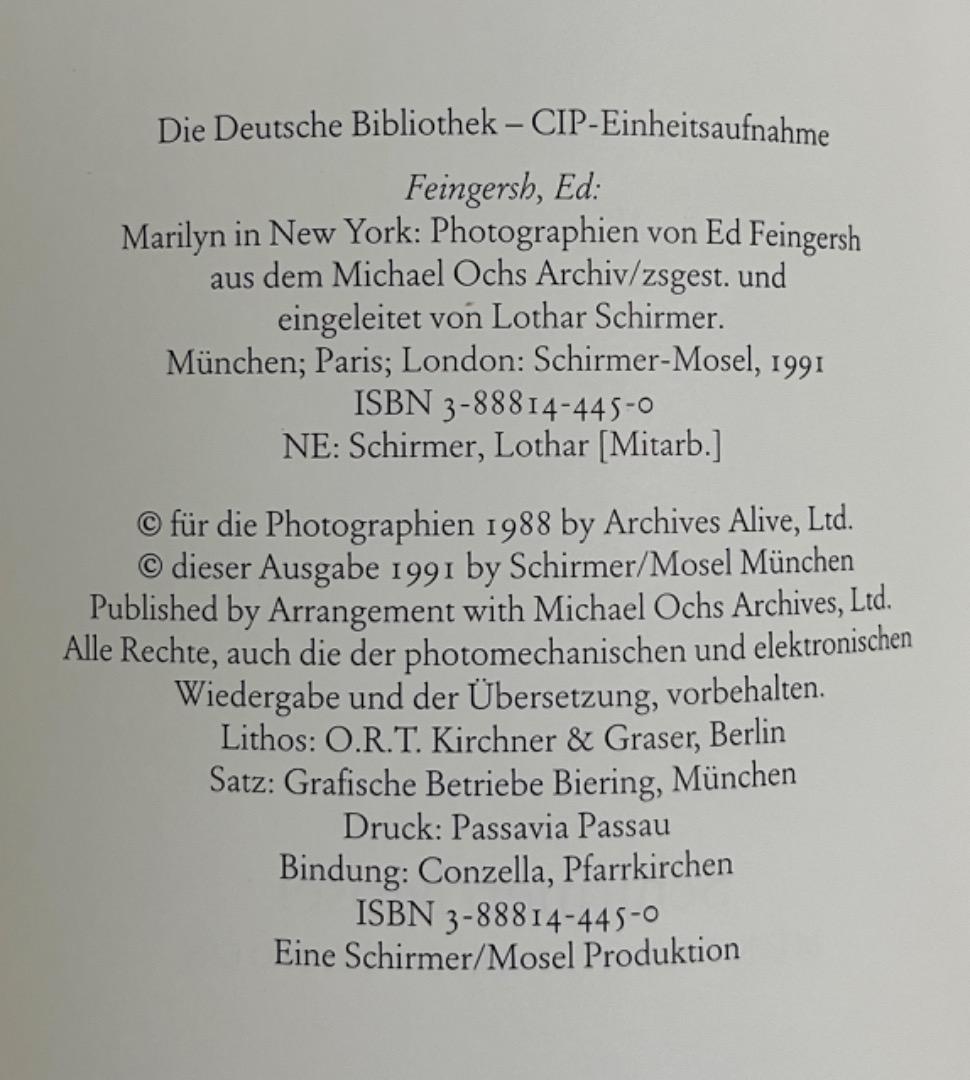 Die Deutsche Bibliothek – CIP-Einheitsaufnahme
Feingersh, Ed:
Marilyn in New York: Photographien von Ed Feingersh
aus dem Michael Ochs Archiv/zsgest. und
eingeleitet von Lothar Schirmer.
München; Paris; London: Schirmer-Mosel, 1991
ISBN 3-88814-445-0
NE: Schirmer, Lothar [Mitarb.]
© für die Photographien 1988 by Archives Alive, Ltd.
© dieser Ausgabe 1991 by Schirmer/Mosel München
Published by Arrangement with Michael Ochs Archives, Ltd.
Alle Rechte, auch die der photomechanischen und elektronischen
Wiedergabe und der Übersetzung, vorbehalten.
Lithos: O.R.T. Kirchner & Graser, Berlin
Satz: Grafische Betriebe Biering, München
Druck: Passavia Passau
Bindung: Conzella, Pfarrkirchen
ISBN 3-88814-445-0
Eine Schirmer/Mosel Produktion